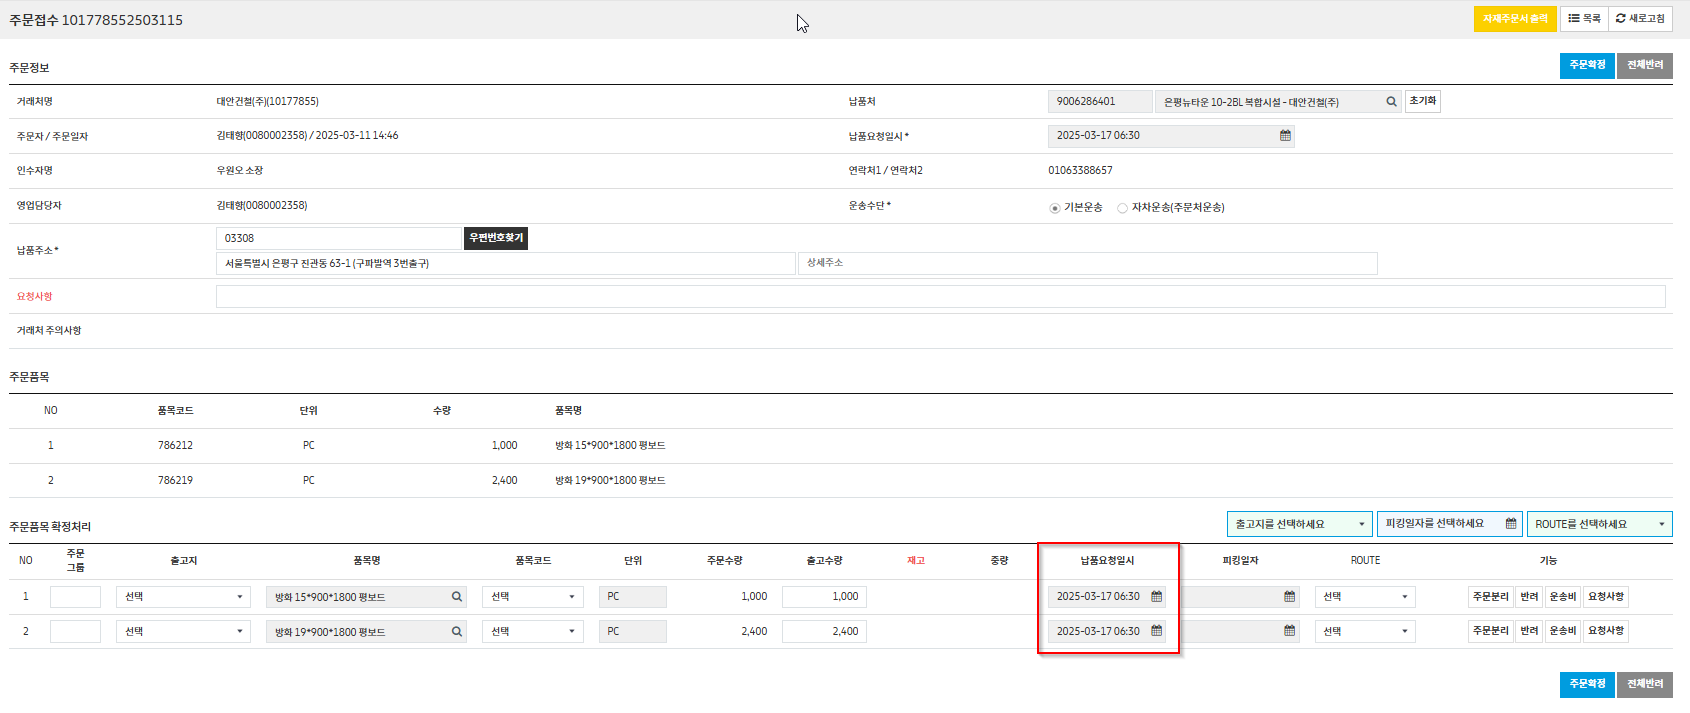 주문접수 101778552503115
자재주문서 출력 목록 새로고침
주문정보 주문확정 전체반려
거래처명 대안건철(주)(10177855) 납품처 9006286401 은평뉴타운 10-2BL 복합시설 - 대안건철(주) 초기화
주문자 / 주문일자 김태향(0080002358) / 2025-03-11 14:46 납품요청일시 * 2025-03-17 06:30
인수자명 우원오 소장 연락처1 / 연락처2 01063388657
영업담당자 김태향(0080002358) 운송수단 * 기본운송 자차운송(주문처운송)
납품주소 * 03308 우편번호찾기
서울특별시 은평구 진관동 63-1 (구파발역 3번출구) 상세주소
요청사항
거래처 주의사항
주문품목
NO 품목코드 단위 수량 품목명
1 786212 PC 1,000 방화 15*900*1800 평보드
2 786219 PC 2,400 방화 19*900*1800 평보드
주문품목 확정처리 출고지를 선택하세요 피킹일자를 선택하세요 ROUTE를 선택하세요
NO 주문 그룹 출고지 품목명 품목코드 단위 주문수량 출고수량 재고 중량 납품요청일시 피킹일자 ROUTE 기능
1 선택 방화 15*900*1800 평보드 선택 PC 1,000 1,000 2025-03-17 06:30 선택 주문분리 반려 운송비 요청사항
2 선택 방화 19*900*1800 평보드 선택 PC 2,400 2,400 2025-03-17 06:30 선택 주문분리 반려 운송비 요청사항
주문확정 전체반려